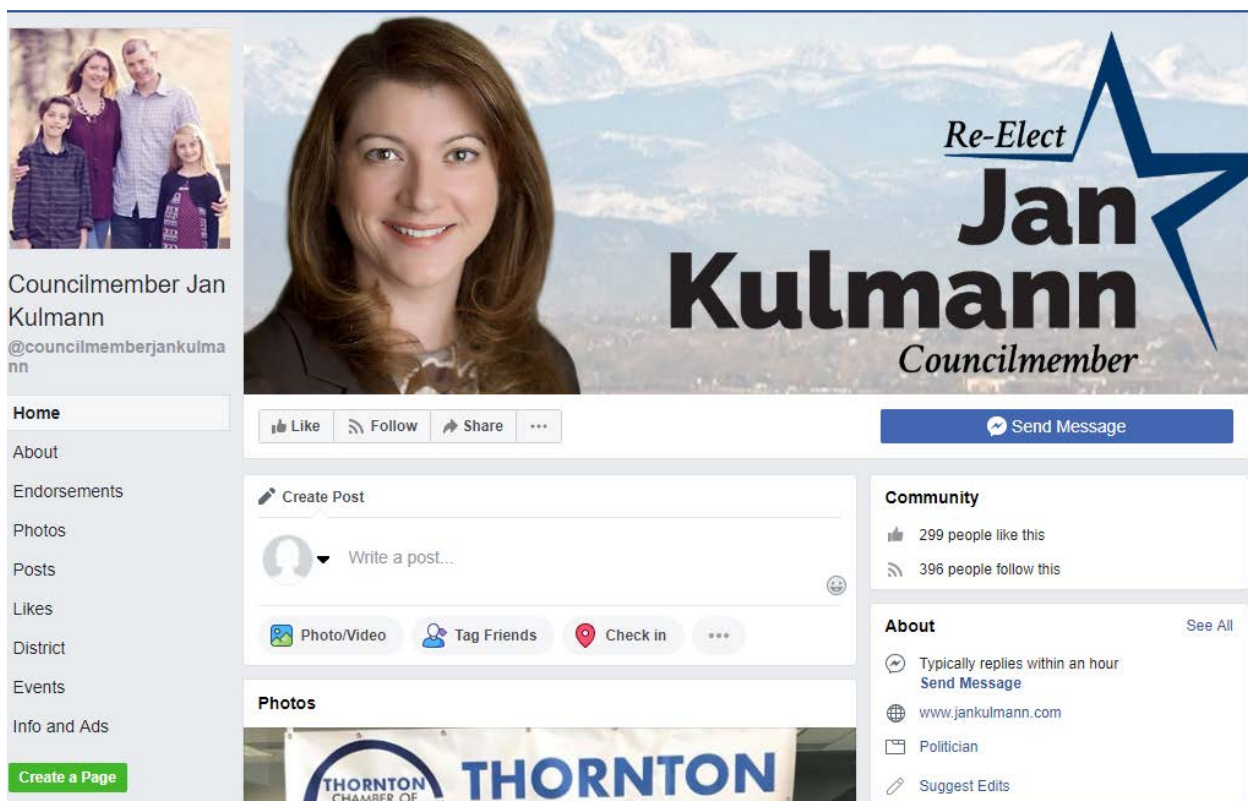 Re-Elect
Jan
Kulmann
Councilmember
Councilmember Jan
Kulmann
@councilmemberjankulma
nn
Home
About
Endorsements
Photos
Posts
Likes
District
Events
Info and Ads
Create a Page
Like
Follow
Share
Send Message
Create Post
Write a post...
Photo/Video
Tag Friends
Check in
Photos
THORNTON
CHAMBER OF
THORNTON
Community
299 people like this
396 people follow this
About
See All
Typically replies within an hour
Send Message
www.jankulmann.com
Politician
Suggest Edits